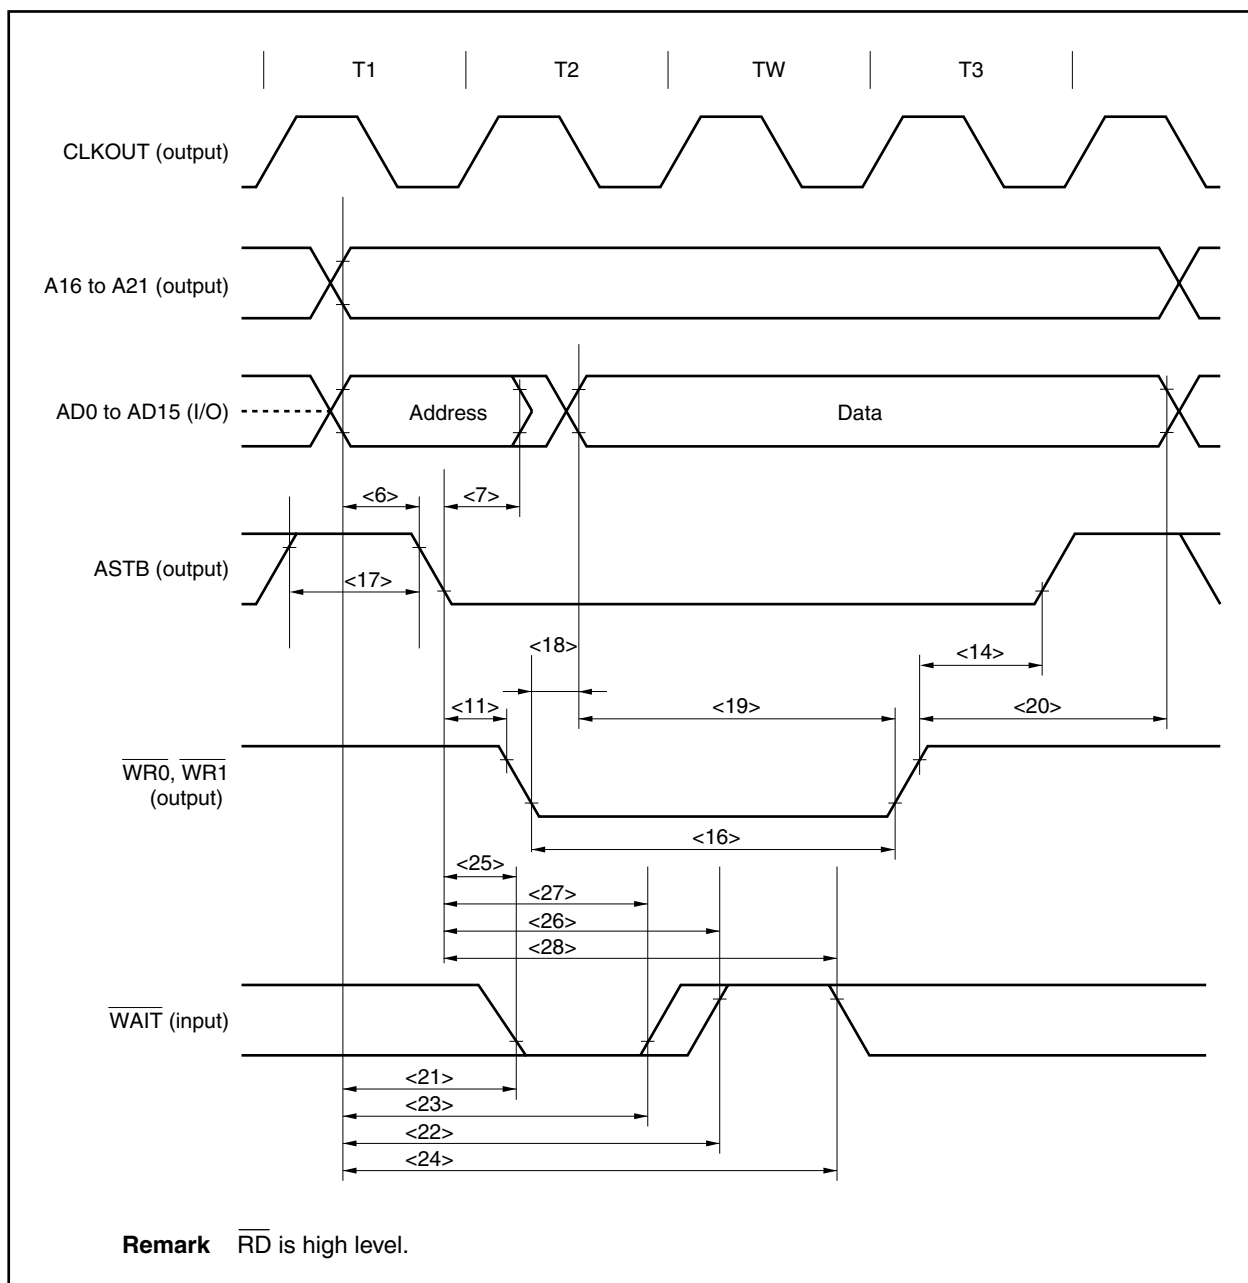 T1 T2 TW T3
CLKOUT (output)
A16 to A21 (output)
AD0 to AD15 (I/O)
Address
Data
<6>
<7>
ASTB (output)
<17>
<18>
<14>
<11>
<19>
<20>
WR0, WR1
(output)
<16>
<25>
<27>
<26>
<28>
WAIT (input)
<21>
<23>
<22>
<24>
Remark RD is high level.